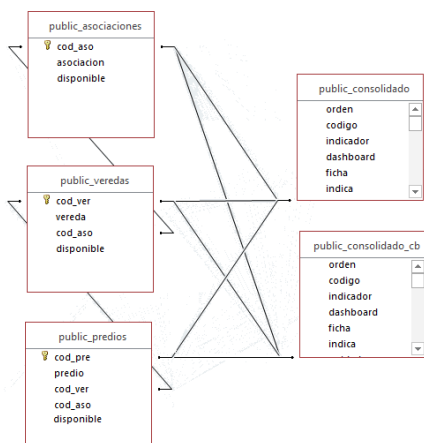 public_asociaciones
cod_aso
asociacion
disponible
public_veredas
cod_ver
vereda
cod_aso
disponible
public_predios
cod_pre
predio
cod_ver
cod_aso
disponible
public_consolidado
orden
codigo
indicador
dashboard
ficha
indica
public_consolidado_cb
orden
codigo
indicador
dashboard
ficha
indica